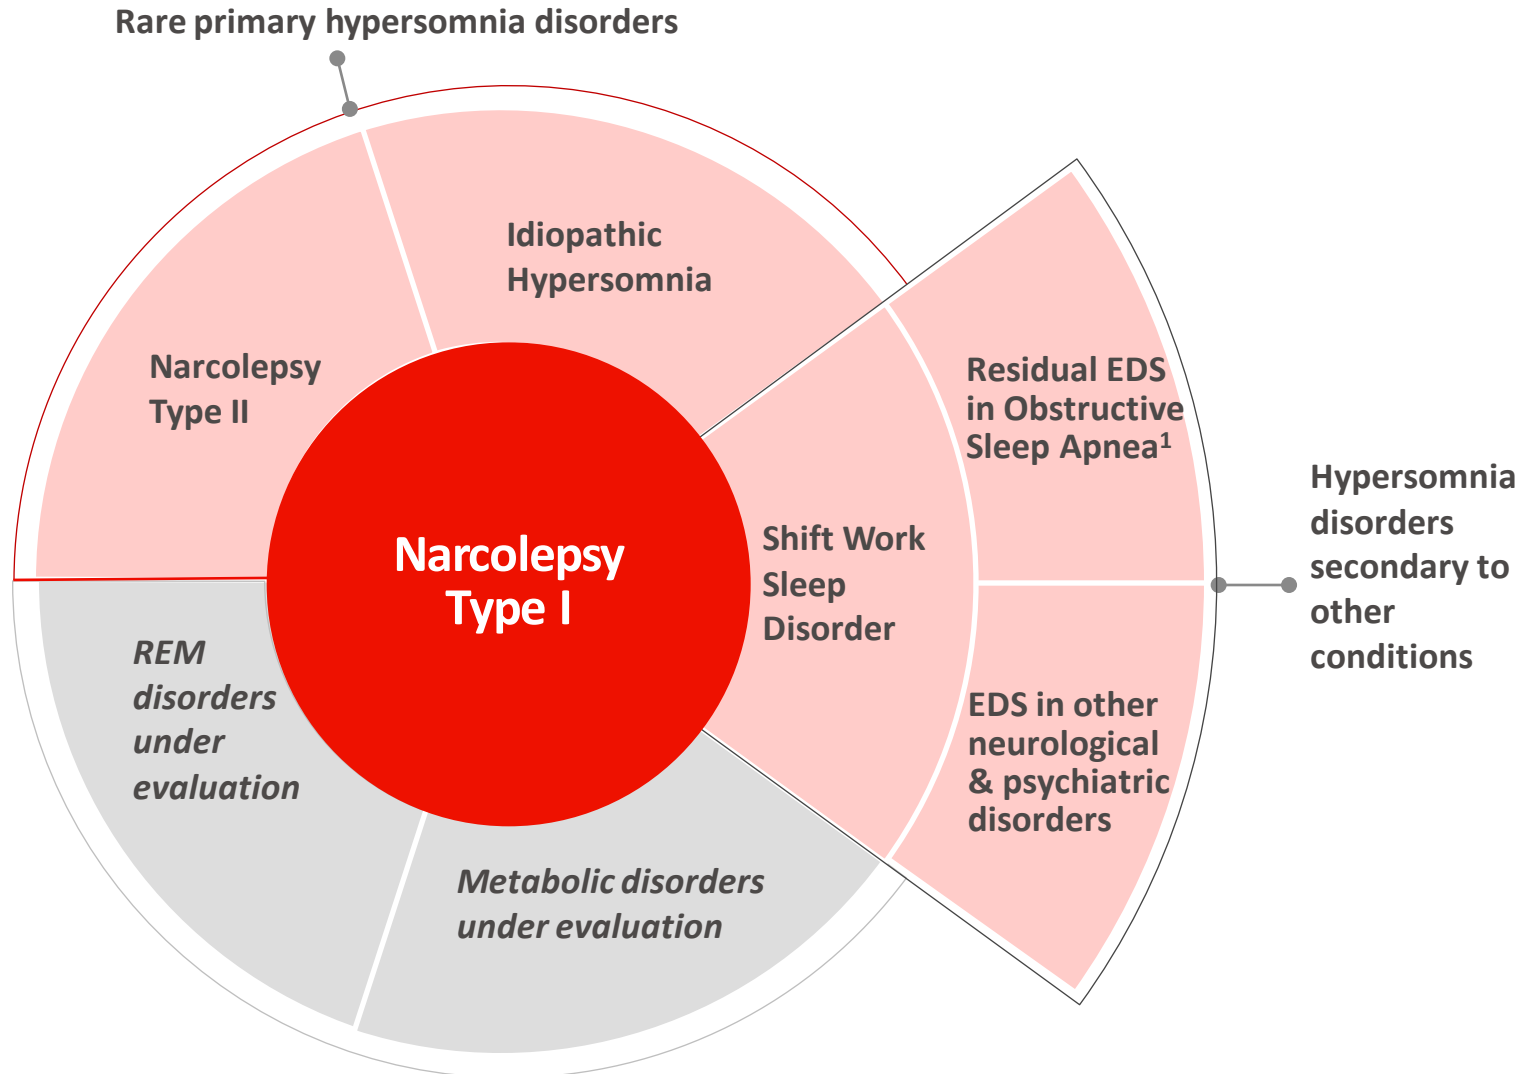 Rare primary hypersomnia disorders
Idiopathic
Hypersomnia
Narcolepsy
Type II
Residual EDS
in Obstructive
Sleep Apnea¹
Hypersomnia
disorders
secondary to
other
conditions
Narcolepsy
Type I
Shift Work
Sleep
Disorder
REM
disorders
under
evaluation
EDS in other
neurological
& psychiatric
disorders
Metabolic disorders
under evaluation